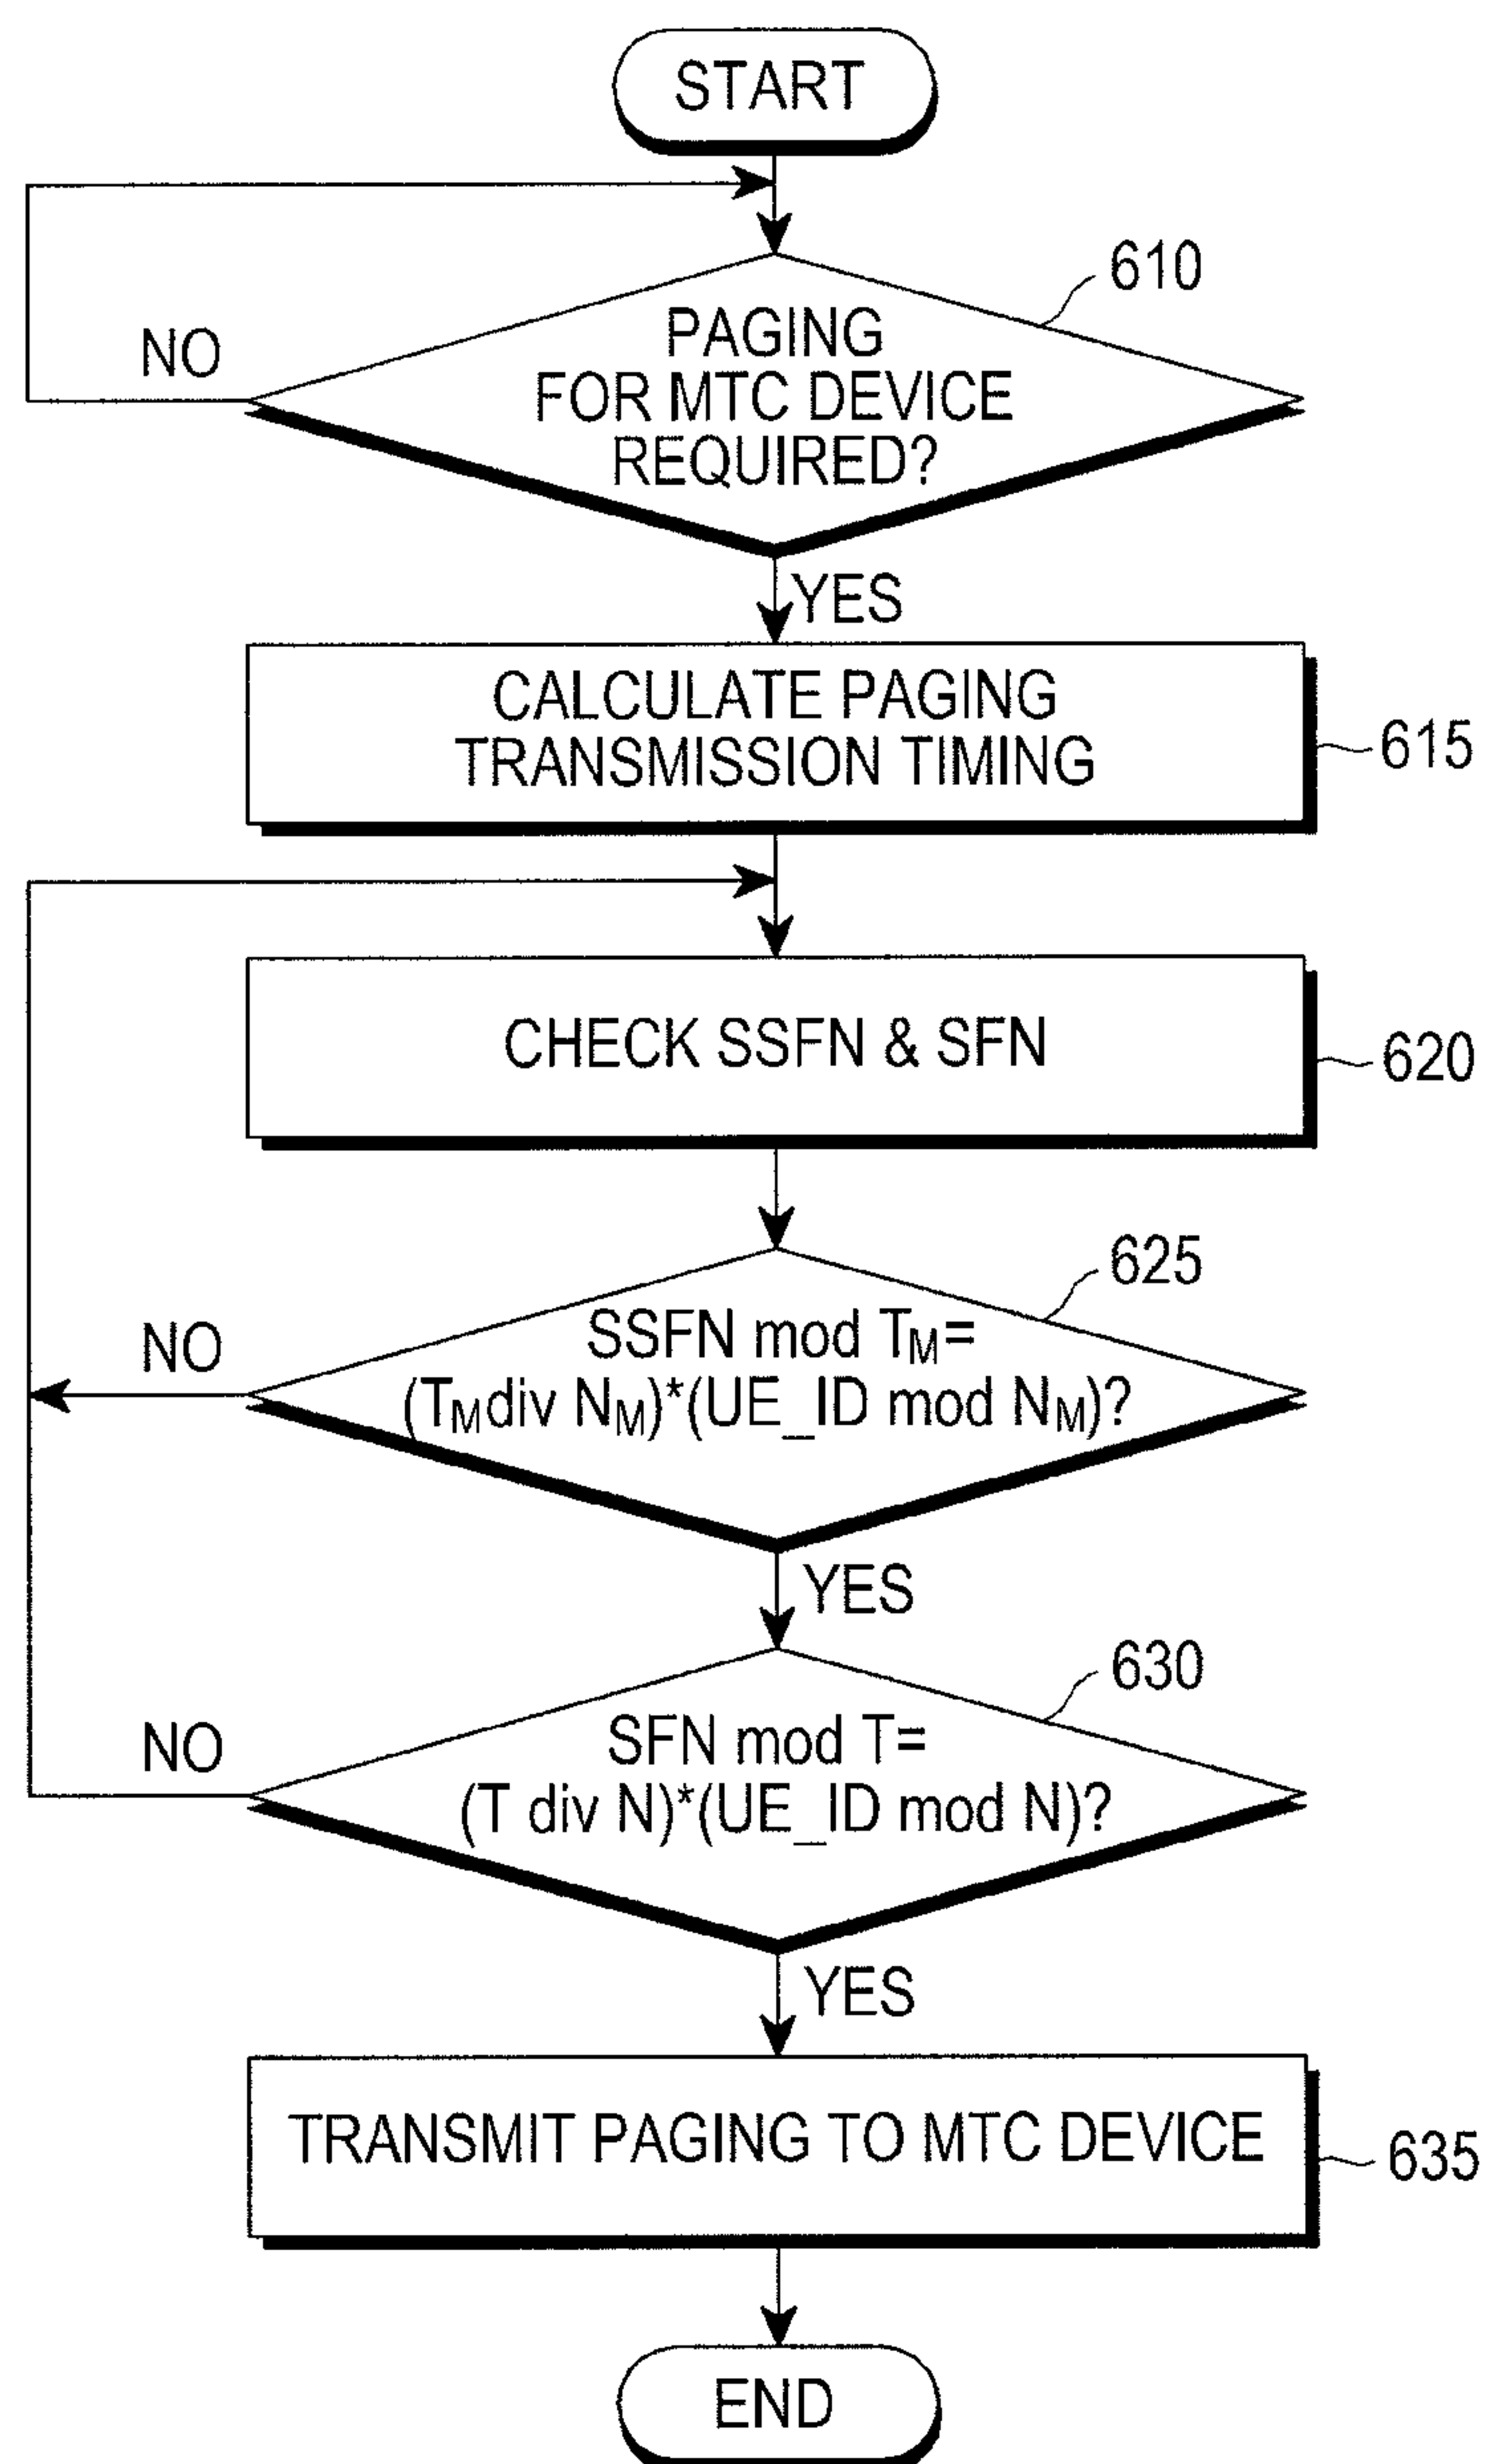 START
610
PAGING
FOR MTC DEVICE
REQUIRED?
NO
YES
CALCULATE PAGING
TRANSMISSION TIMING
615
CHECK SSFN & SFN
620
625
SSFN mod TM=
(TMdiv NM)*(UE_ID mod NM)?
NO
YES
630
SFN mod T=
(T div N)*(UE_ID mod N)?
NO
YES
TRANSMIT PAGING TO MTC DEVICE
635
END